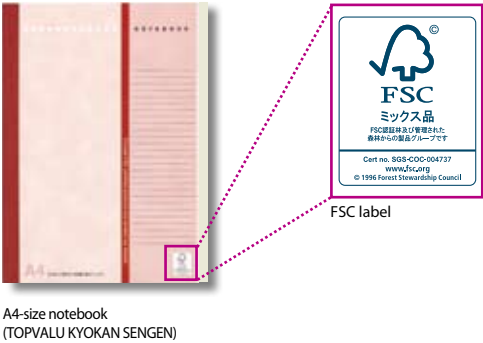 NOTEBOOK
A4
©
FSC
ミックス品
FSC認証林及び管理された
森林からの製品グループです
Cert no. SGS-COC-004737
www.fsc.org
© 1996 Forest Stewardship Council
FSC label
A4-size notebook
(TOPVALU KYOKAN SENGEN)